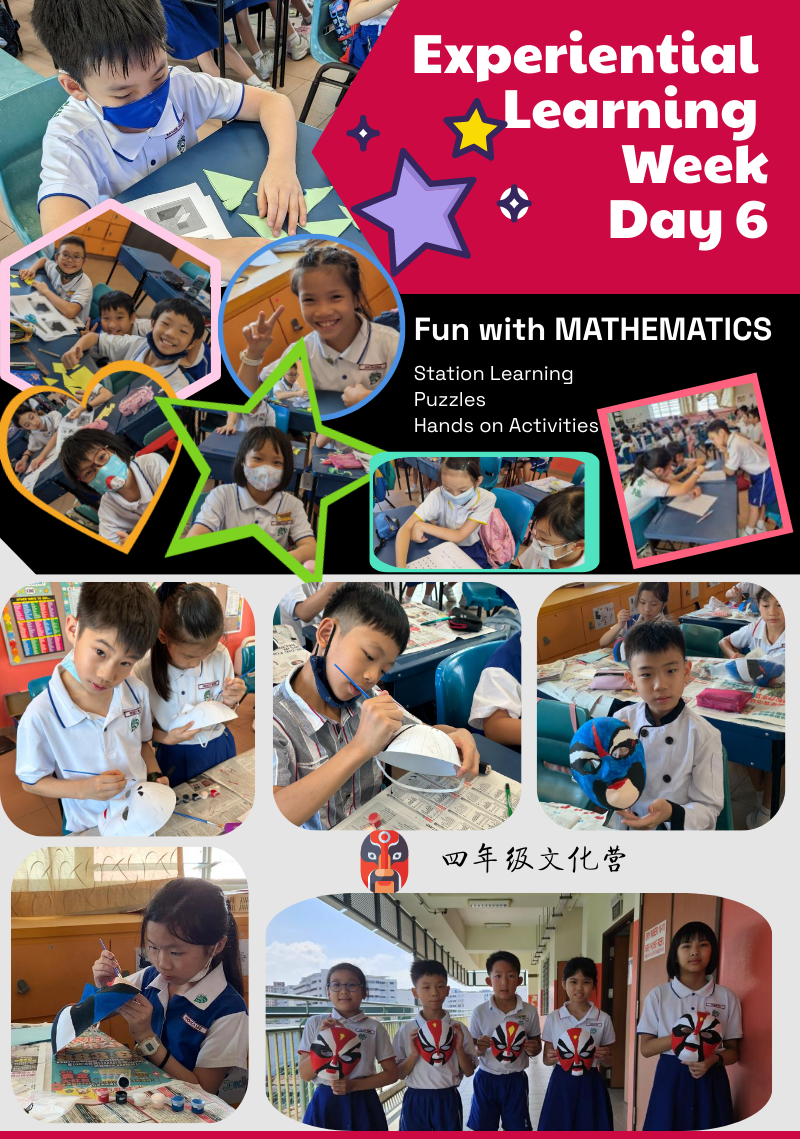 Experiential
Learning
Week
Day 6
Fun with MATHEMATICS
Station Learning
Puzzles
Hands on Activities
四年级文化营